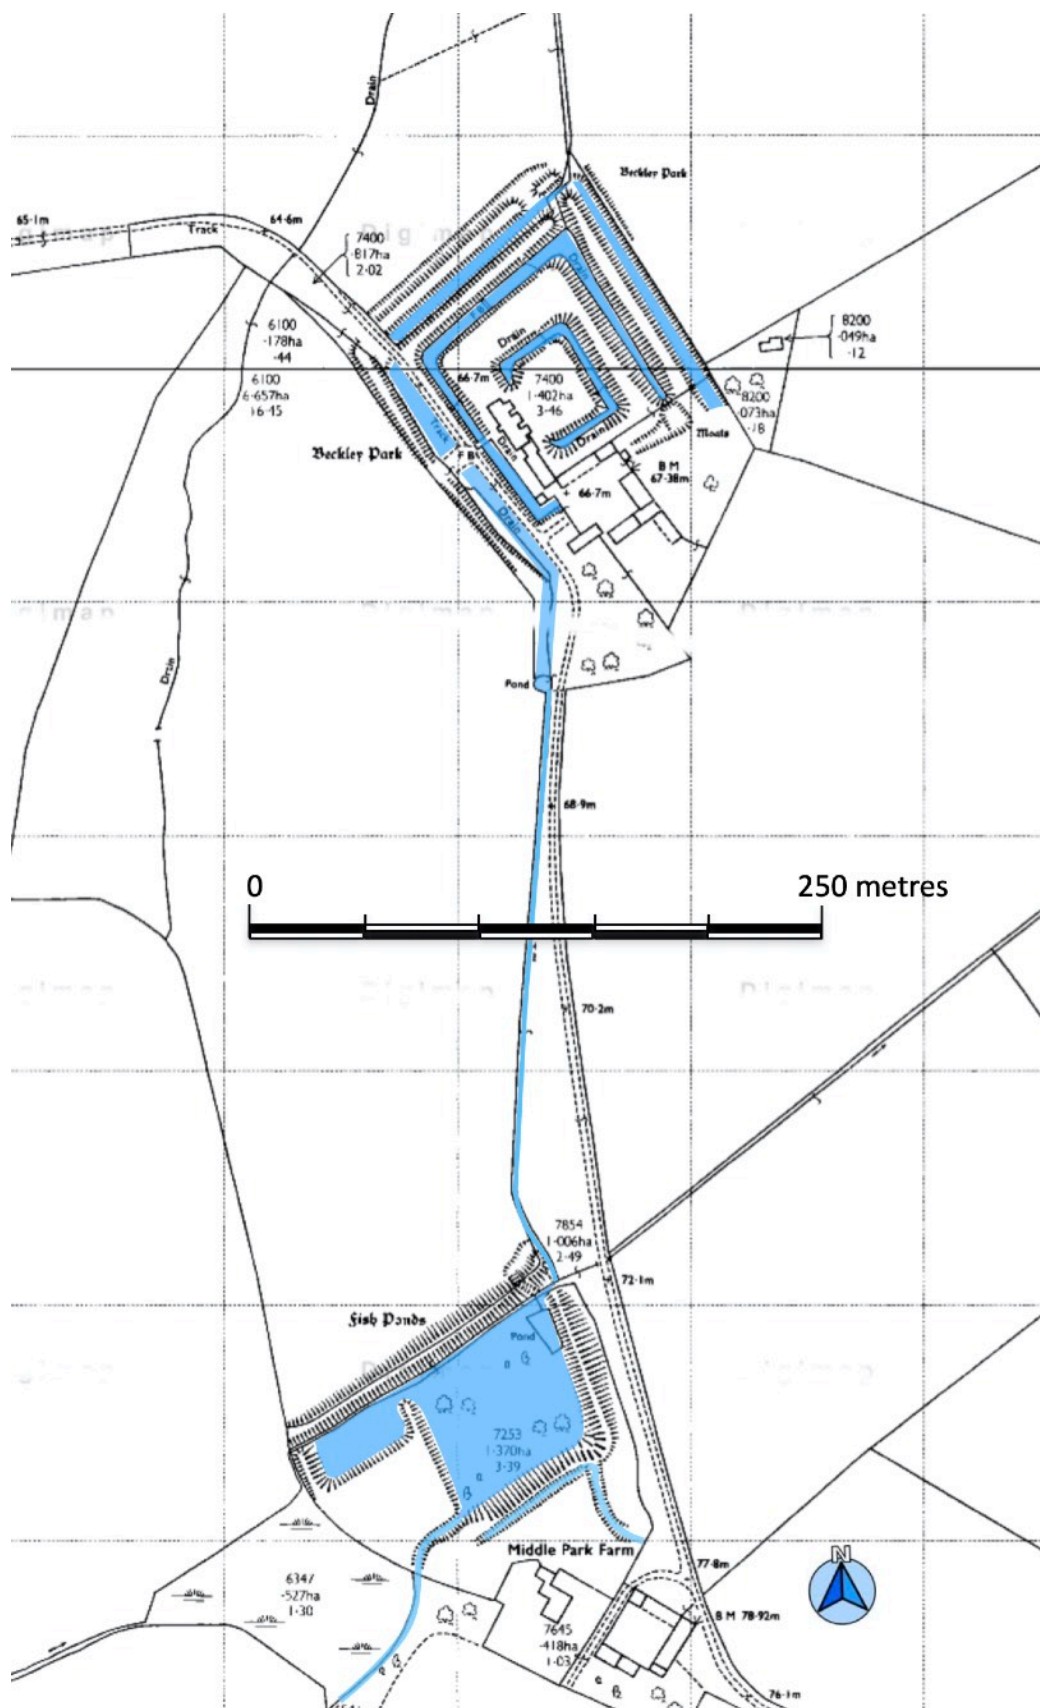 Drain
Beckley Park
65·1m
64·6m
Track
7400
·817ha
2·02
6100
·178ha
·44
6100
6·657ha
16·45
8200
·049ha
·12
Drain
F B
Drain
66·7m
7400
1·402ha
3·46
8200
·073ha
·18
Track
Beckley Park
F B
Drain
Drain
Moats
B M
67·38m
66·7m
Drain
Drain
Pond
68·9m
0
250 metres
70·2m
7854
1·006ha
2·49
72·1m
Fish Ponds
Pond
7253
1·370ha
3·39
Middle Park Farm
77·8m
6347
·527ha
1·30
N
B M 78·92m
7645
·418ha
1·03
76·1m
Digimap